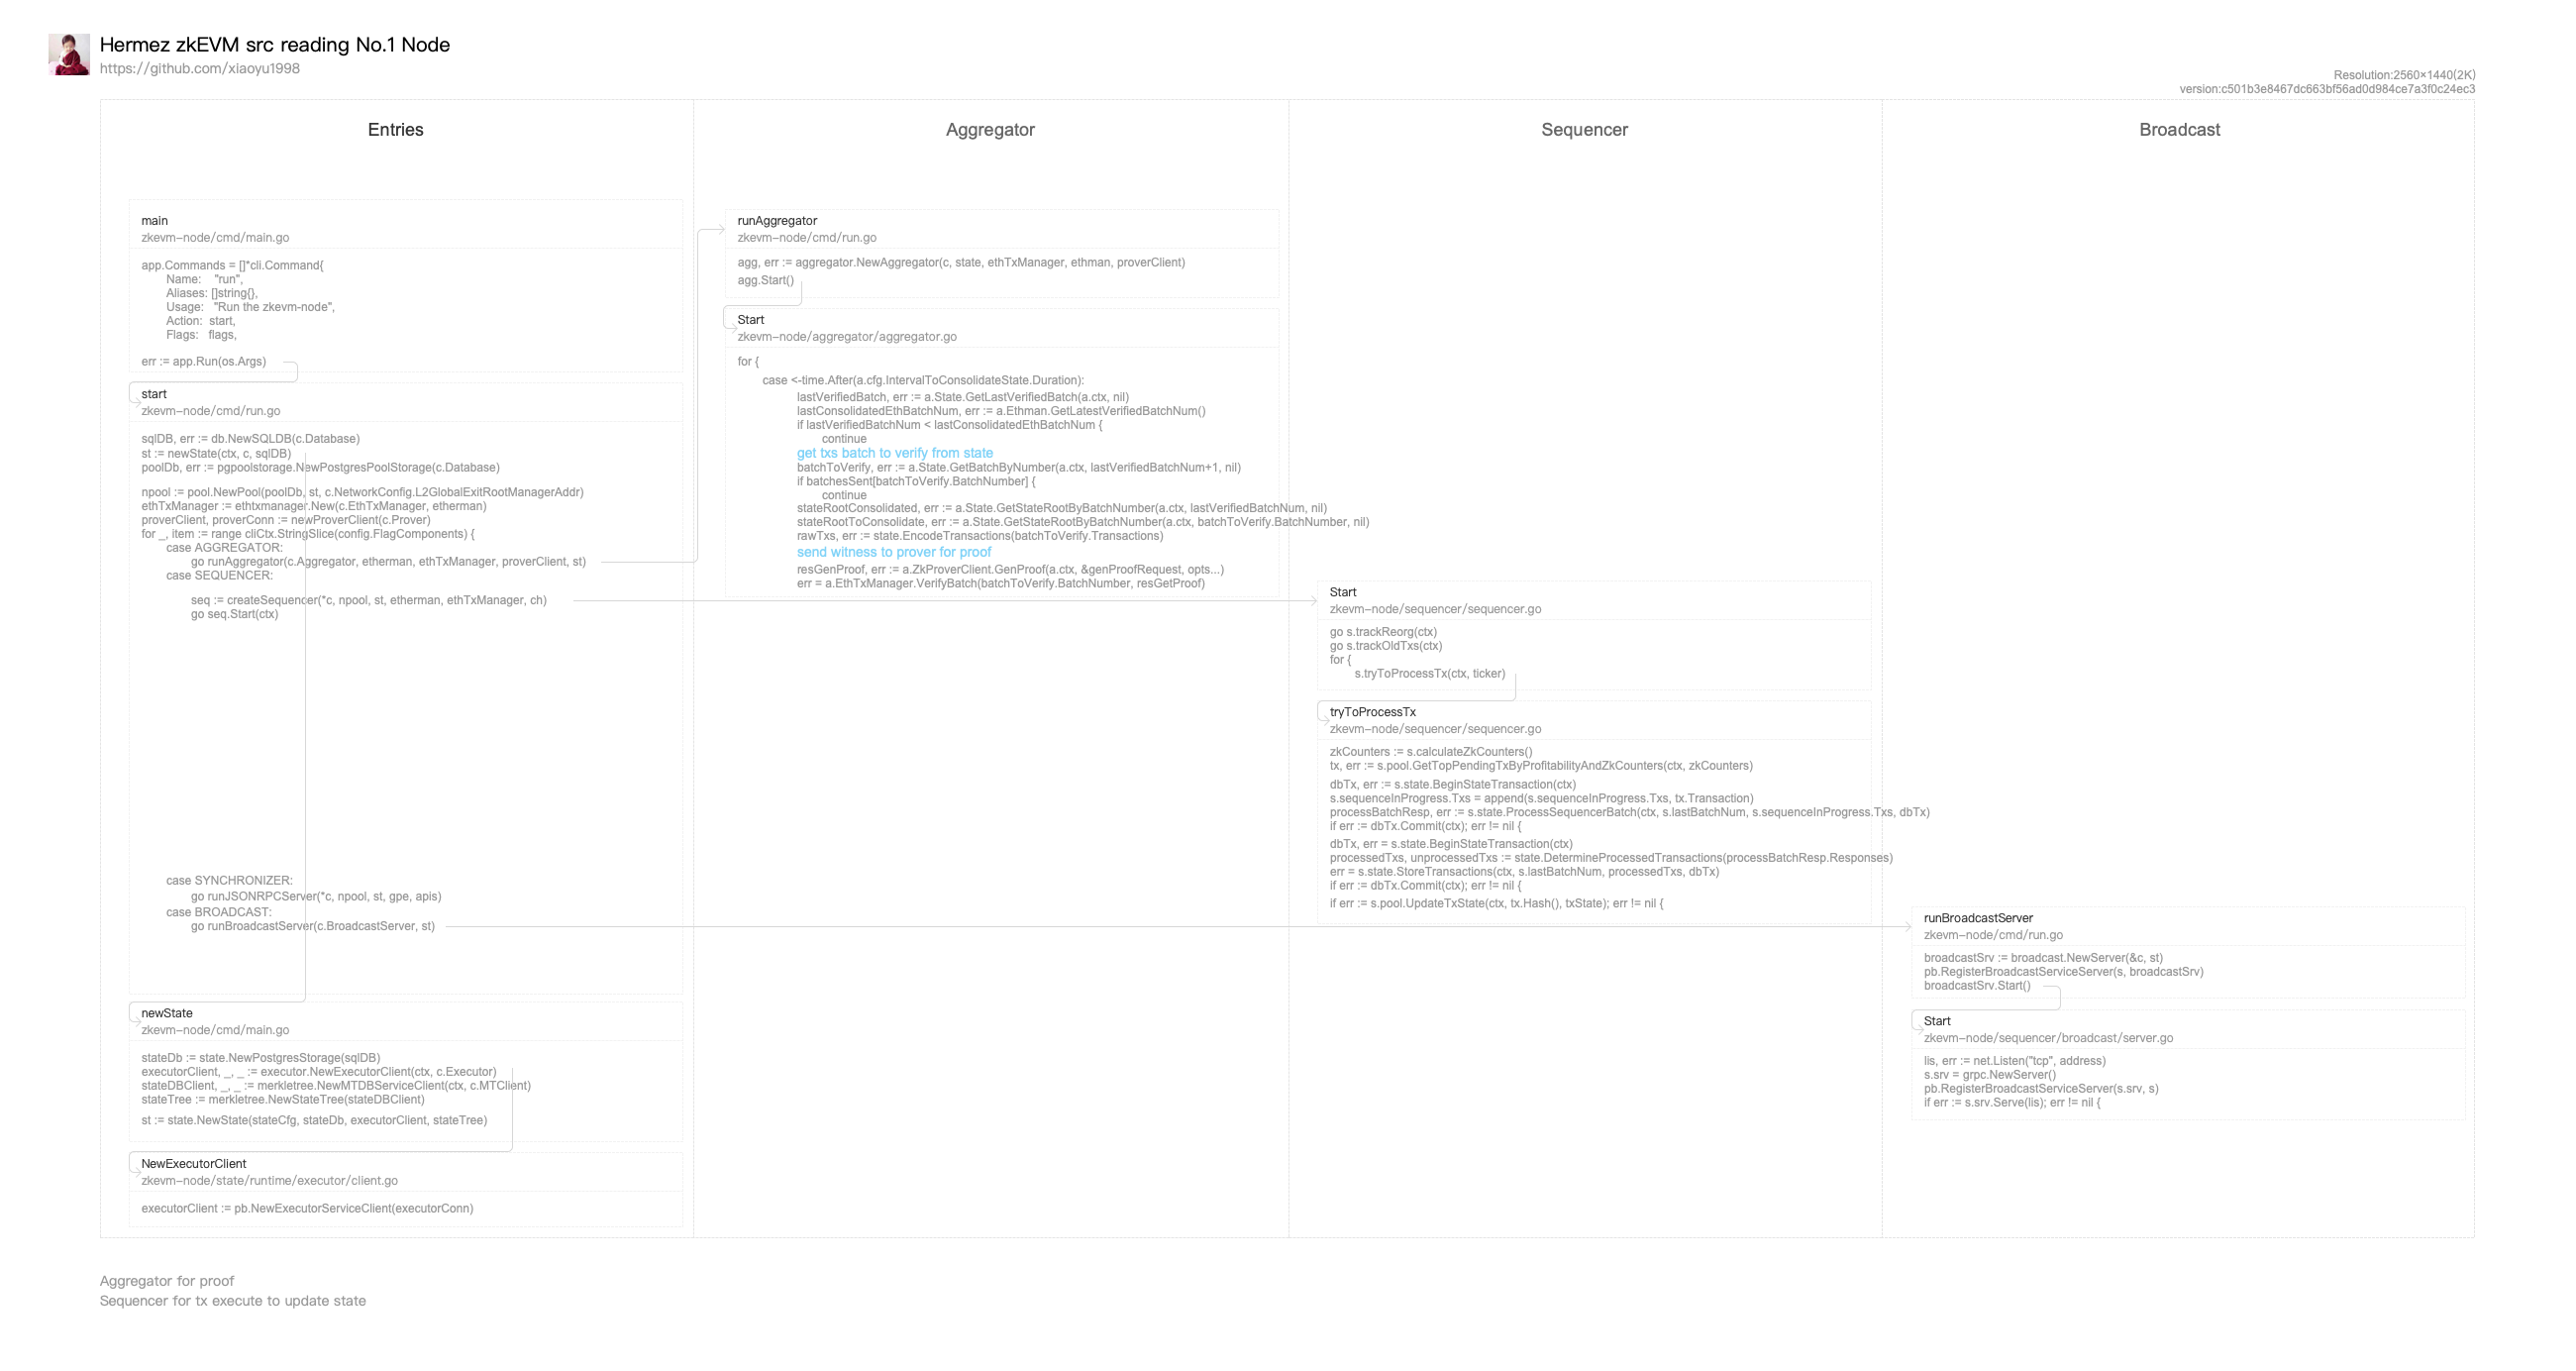 Hermez zkEVM src reading No.1 Node
https://github.com/xiaoyu1998
Resolution:2560×1440(2K)
version:c501b3e8467dc663bf56ad0d984ce7a3f0c24ec3
Entries
main
zkevm-node/cmd/main.go
app.Commands = []*cli.Command{
Name: "run",
Aliases: []string{},
Usage: "Run the zkevm-node",
Action: start,
Flags: flags,
err := app.Run(os.Args)
start
zkevm-node/cmd/run.go
sqlDB, err := db.NewSQLDB(c.Database)
st := newState(ctx, c, sqlDB)
poolDb, err := pgpoolstorage.NewPostgresPoolStorage(c.Database)
npool := pool.NewPool(poolDb, st, c.NetworkConfig.L2GlobalExitRootManagerAddr)
ethTxManager := ethtxmanager.New(c.EthTxManager, etherman)
proverClient, proverConn := newProverClient(c.Prover)
for _, item := range cliCtx.StringSlice(config.FlagComponents) {
case AGGREGATOR:
go runAggregator(c.Aggregator, etherman, ethTxManager, proverClient, st)
case SEQUENCER:
seq := createSequencer(*c, npool, st, etherman, ethTxManager, ch)
go seq.Start(ctx)
case SYNCHRONIZER:
go runJSONRPCServer(*c, npool, st, gpe, apis)
case BROADCAST:
go runBroadcastServer(c.BroadcastServer, st)
newState
zkevm-node/cmd/main.go
stateDb := state.NewPostgresStorage(sqlDB)
executorClient, _, _ := executor.NewExecutorClient(ctx, c.Executor)
stateDBClient, _, _ := merkletree.NewMTDBServiceClient(ctx, c.MTClient)
stateTree := merkletree.NewStateTree(stateDBClient)
st := state.NewState(stateCfg, stateDb, executorClient, stateTree)
NewExecutorClient
zkevm-node/state/runtime/executor/client.go
executorClient := pb.NewExecutorServiceClient(executorConn)
Aggregator
runAggregator
zkevm-node/cmd/run.go
agg, err := aggregator.NewAggregator(c, state, ethTxManager, ethman, proverClient)
agg.Start()
Start
zkevm-node/aggregator/aggregator.go
for {
case <-time.After(a.cfg.IntervalToConsolidateState.Duration):
lastVerifiedBatch, err := a.State.GetLastVerifiedBatch(a.ctx, nil)
lastConsolidatedEthBatchNum, err := a.Ethman.GetLatestVerifiedBatchNum()
if lastVerifiedBatchNum < lastConsolidatedEthBatchNum {
continue
get txs batch to verify from state
batchToVerify, err := a.State.GetBatchByNumber(a.ctx, lastVerifiedBatchNum+1, nil)
if batchesSent[batchToVerify.BatchNumber] {
continue
stateRootConsolidated, err := a.State.GetStateRootByBatchNumber(a.ctx, lastVerifiedBatchNum, nil)
stateRootToConsolidate, err := a.State.GetStateRootByBatchNumber(a.ctx, batchToVerify.BatchNumber, nil)
rawTxs, err := state.EncodeTransactions(batchToVerify.Transactions)
send witness to prover for proof
resGenProof, err := a.ZkProverClient.GenProof(a.ctx, &genProofRequest, opts...)
err = a.EthTxManager.VerifyBatch(batchToVerify.BatchNumber, resGetProof)
Sequencer
Start
zkevm-node/sequencer/sequencer.go
go s.trackReorg(ctx)
go s.trackOldTxs(ctx)
for {
s.tryToProcessTx(ctx, ticker)
tryToProcessTx
zkevm-node/sequencer/sequencer.go
zkCounters := s.calculateZkCounters()
tx, err := s.pool.GetTopPendingTxByProfitabilityAndZkCounters(ctx, zkCounters)
dbTx, err := s.state.BeginStateTransaction(ctx)
s.sequenceInProgress.Txs = append(s.sequenceInProgress.Txs, tx.Transaction)
processBatchResp, err := s.state.ProcessSequencerBatch(ctx, s.lastBatchNum, s.sequenceInProgress.Txs, dbTx)
if err := dbTx.Commit(ctx); err != nil {
dbTx, err = s.state.BeginStateTransaction(ctx)
processedTxs, unprocessedTxs := state.DetermineProcessedTransactions(processBatchResp.Responses)
err = s.state.StoreTransactions(ctx, s.lastBatchNum, processedTxs, dbTx)
if err := dbTx.Commit(ctx); err != nil {
if err := s.pool.UpdateTxState(ctx, tx.Hash(), txState); err != nil {
Broadcast
runBroadcastServer
zkevm-node/cmd/run.go
broadcastSrv := broadcast.NewServer(&c, st)
pb.RegisterBroadcastServiceServer(s, broadcastSrv)
broadcastSrv.Start()
Start
zkevm-node/sequencer/broadcast/server.go
lis, err := net.Listen("tcp", address)
s.srv = grpc.NewServer()
pb.RegisterBroadcastServiceServer(s.srv, s)
if err := s.srv.Serve(lis); err != nil {
Aggregator for proof
Sequencer for tx execute to update state